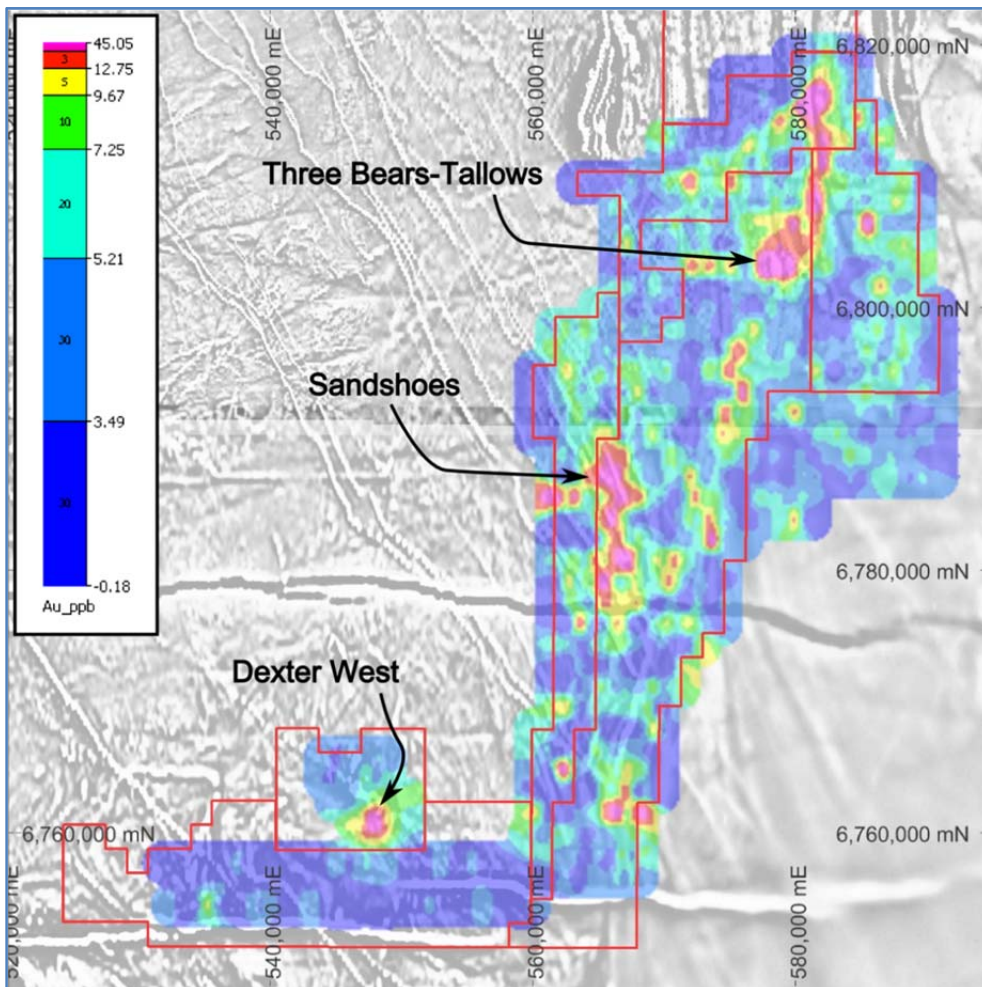 45.05
3
12.75
5
9.67
10
7.25
20
5.21
30
3.49
30
-0.18
Au_ppb
540,000 mE
560,000 mE
580,000 mE
6,820,000 mN
Three Bears-Tallows
6,800,000 mN
Sandshoes
6,780,000 mN
Dexter West
6,760,000 mN
6,760,000 mN
520,000 mE
540,000 mE
560,000 mE
580,000 mE